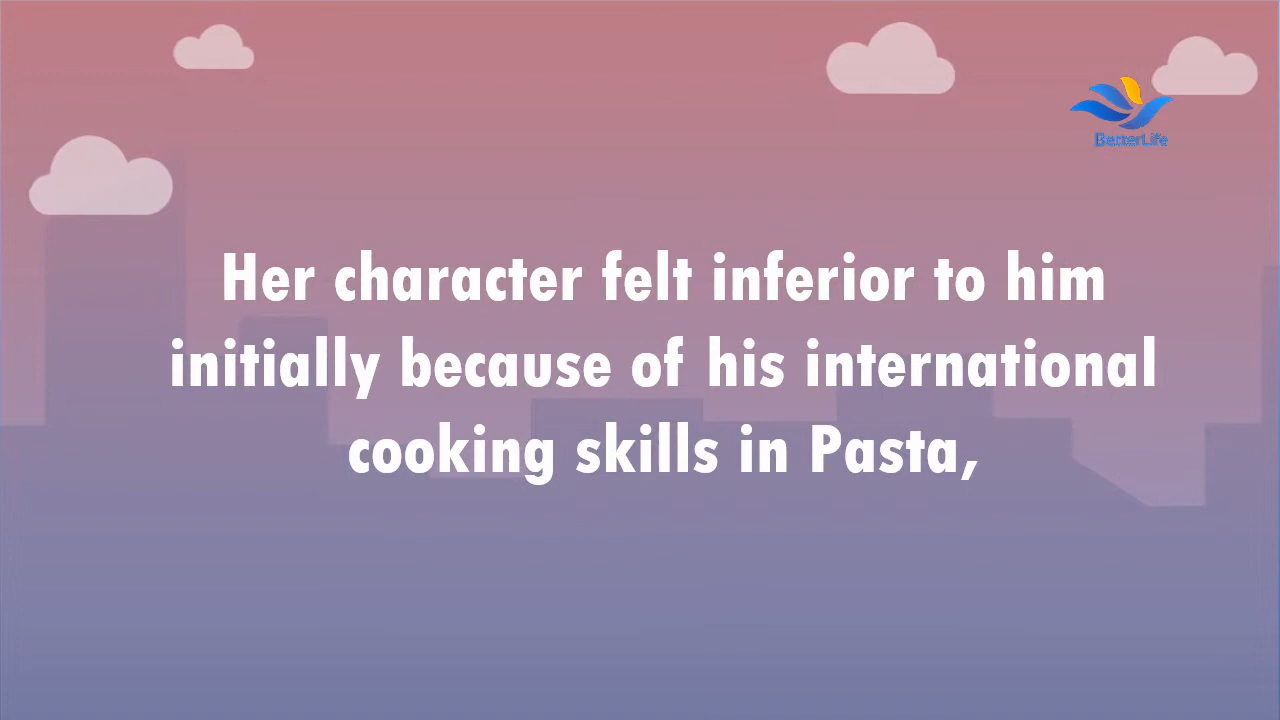 BetterLife
Her character felt inferior to him
initially because of his international
cooking skills in Pasta,